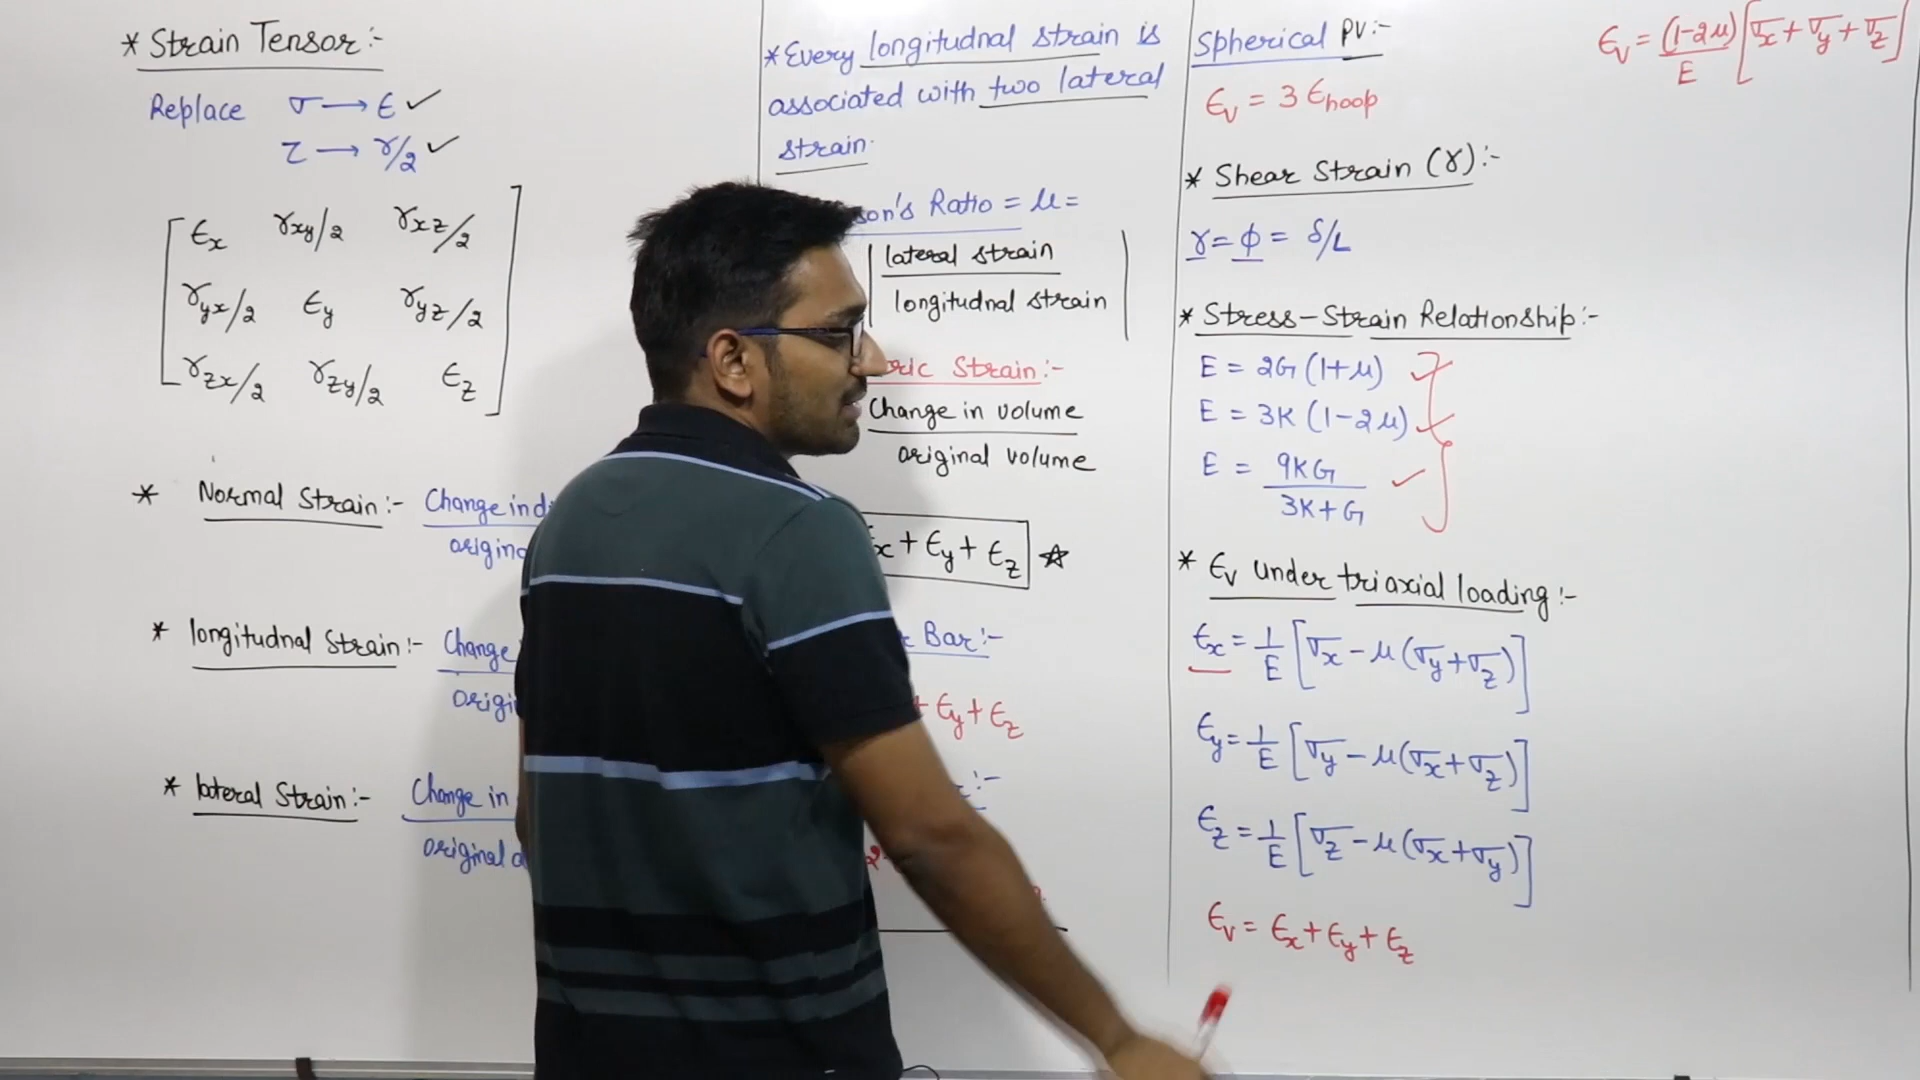 * Strain Tensor:-
Replace σ → ϵ ✓
τ → γ/2 ✓
ϵx γxy/2 γxz/2
γyx/2 ϵy γyz/2
γzx/2 γzy/2 ϵz
* Normal Strain:- Change in
* longitudnal Strain:- Change
* lateral Strain:- Change in
original
* Every longitudnal strain is
associated with two lateral
strain.
Ratio = μ =
lateral strain
longitudnal strain
Strain:-
Change in volume
original volume
+ ϵy + ϵz ☆
Bar:-
+ ϵy + ϵz
Spherical PV:-
ϵv = 3 ϵhoop
* Shear Strain (γ):-
γ = ϕ = δ/L
* Stress-Strain Relationship:-
E = 2G (1+μ)
E = 3K (1-2μ)
E = 9KG
3K+G ✓
* ϵv under triaxial loading:-
ϵx = 1/E [σx - μ(σy+σz)]
ϵy = 1/E [σy - μ(σx+σz)]
ϵz = 1/E [σz - μ(σx+σy)]
ϵv = ϵx + ϵy + ϵz
ϵv = (1-2μ)/E [σx + σy + σz]